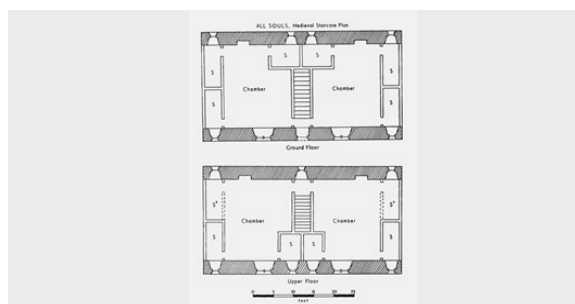 ALL SOULS, Medieval Staircase Plan
S S
S S
Chamber Chamber
S S
Ground Floor
S* S*
Chamber Chamber
S S S S
Upper Floor
feet